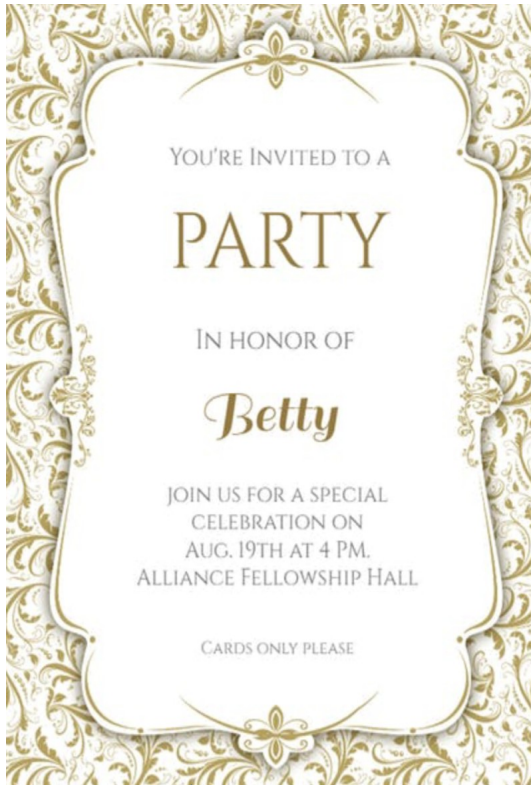 You're Invited to a
PARTY
In honor of
Betty
join us for a special
celebration on
Aug. 19th at 4 PM.
Alliance Fellowship Hall
Cards only please